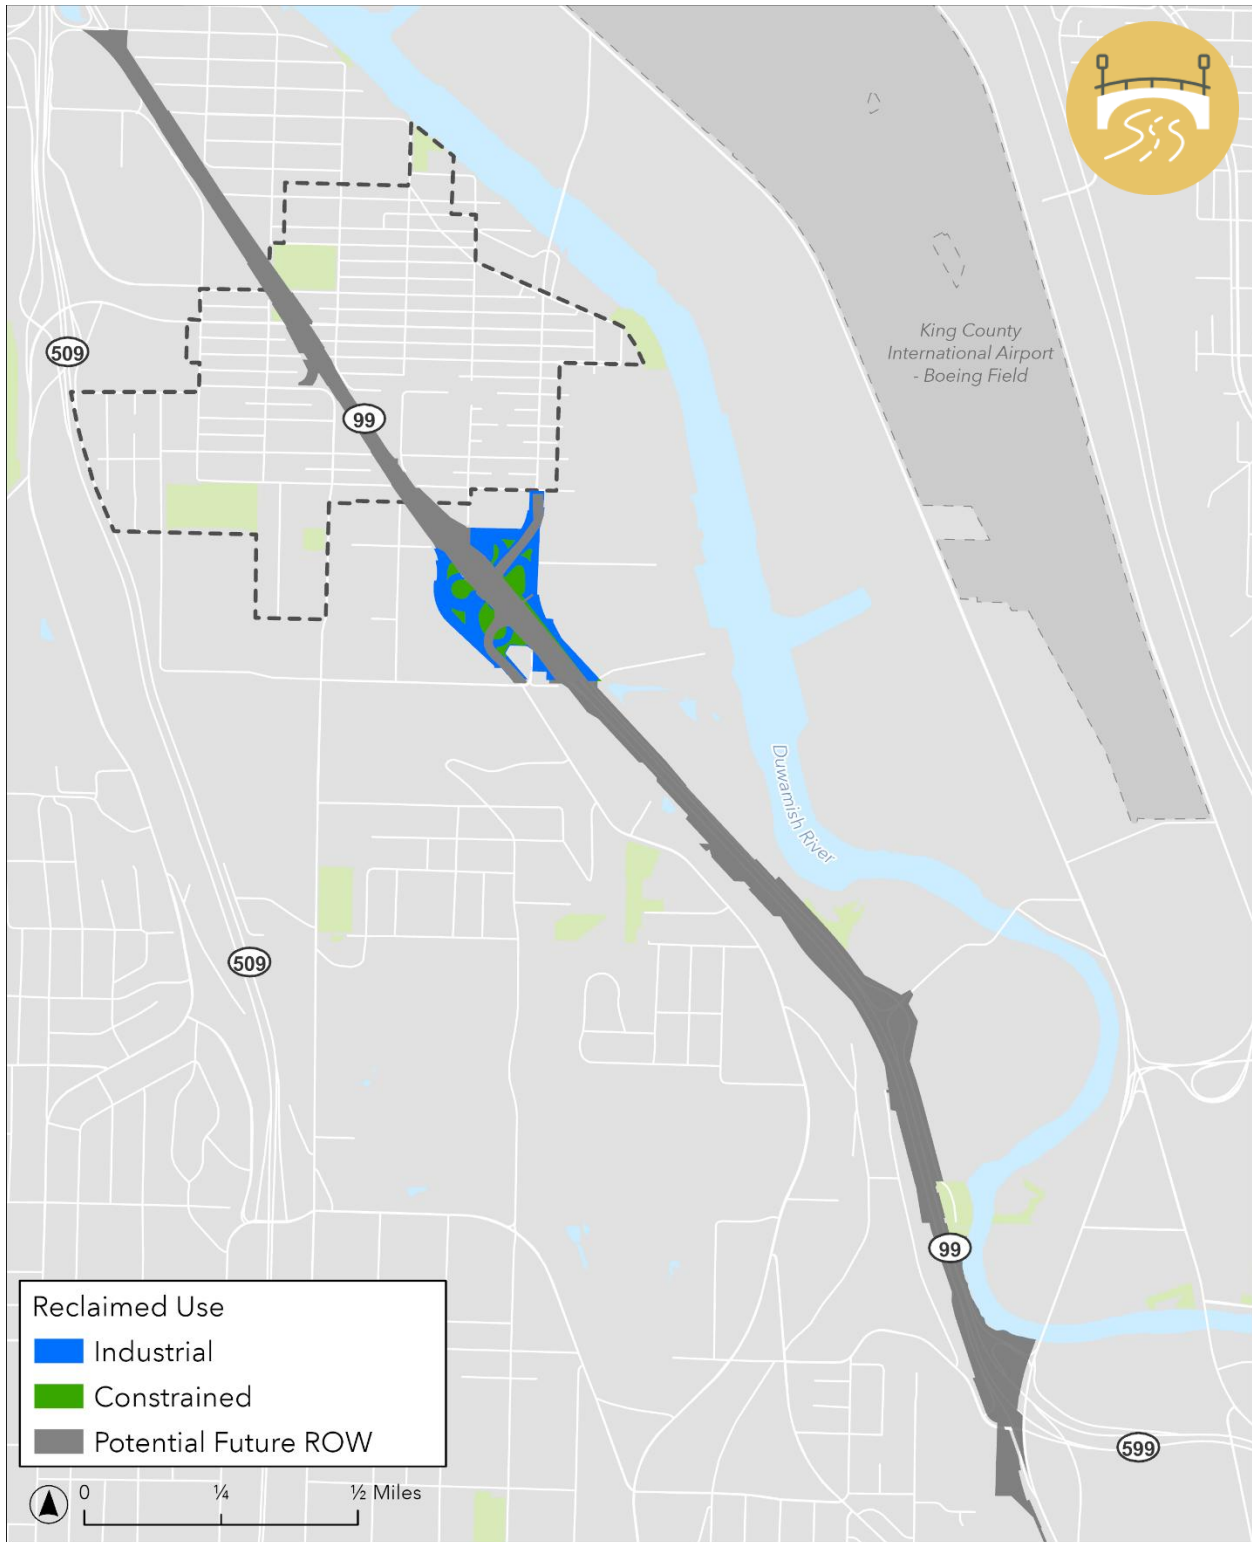 King County
International Airport
- Boeing Field
509
99
Duwamish River
509
99
599
Reclaimed Use
Industrial
Constrained
Potential Future ROW
0 ¼ ½ Miles